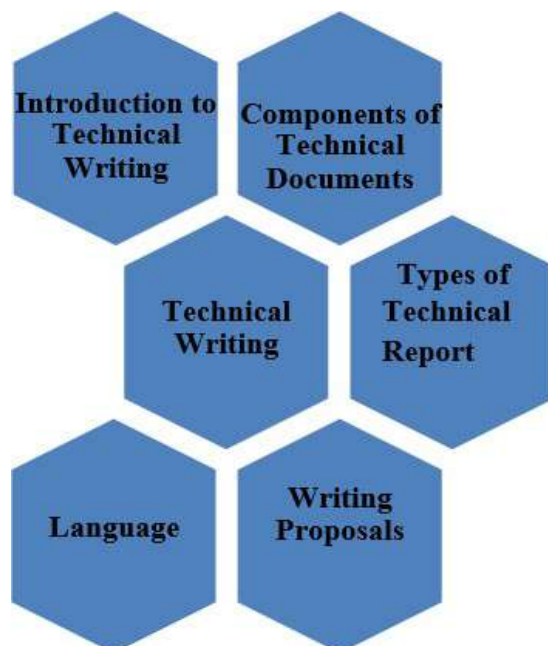 Introduction to
Technical
Writing
Components of
Technical
Documents
Technical
Writing
Types of
Technical
Report
Language
Writing
Proposals